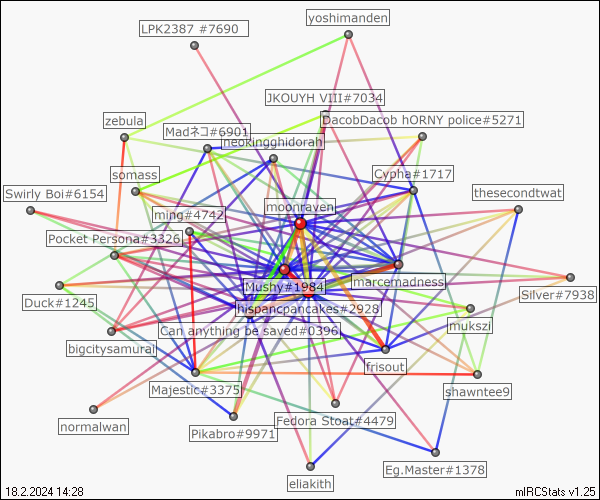 yoshimanden
LPK2387 #7690
JKOUYH VIII#7034
DacobDacob hORNY police#5271
zebula
Madネコ#6901
neokingghidorah
somass
Cypha#1717
thesecondtwat
Swirly Boi#6154
ming#4742
moonraven
Pocket Persona#3326
Mushy#1984
marcemadness
Silver#7938
Duck#1245
hispancpancakes#2928
mukszi
Can anything be saved#0396
bigcitysamurai
frisout
Majestic#3375
shawntee9
normalwan
Pikabro#9971
Fedora Stoat#4479
eliakith
Eg.Master#1378
18.2.2024 14:28
mIRCStats v1.25